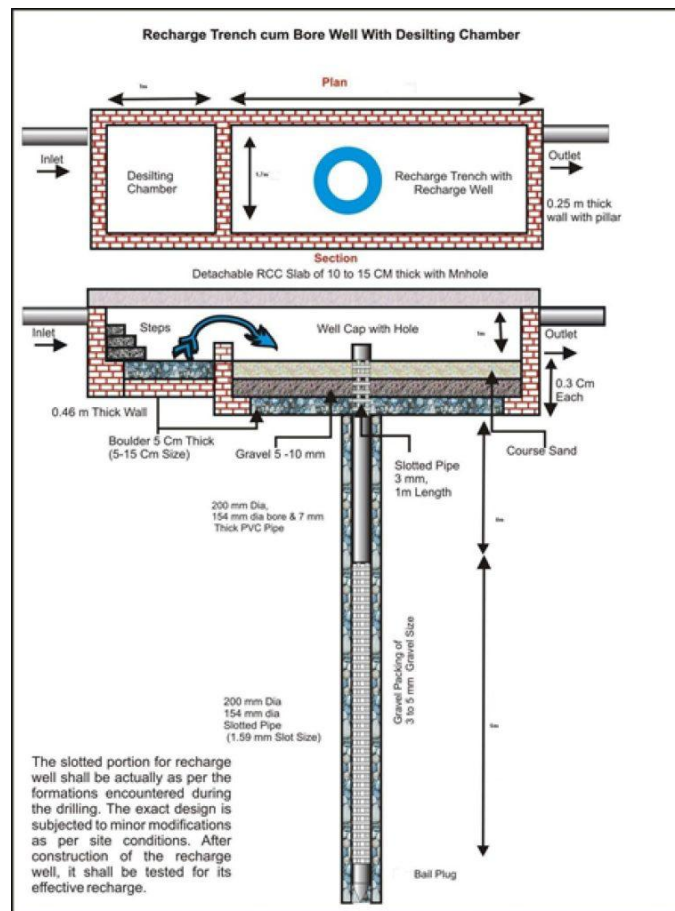 Recharge Trench cum Bore Well With Desilting Chamber
Plan
Inlet
Desilting
Chamber
Recharge Trench with
Recharge Well
Outlet
0.25 m thick
wall with pillar
Section
Detachable RCC Slab of 10 to 15 CM thick with Mnhole
Inlet
Steps
Well Cap with Hole
Outlet
0.3 Cm
Each
0.46 m Thick Wall
Boulder 5 Cm Thick
(5-15 Cm Size)
Gravel 5 -10 mm
Slotted Pipe
3 mm,
1m Length
Course Sand
200 mm Dia,
154 mm dia bore & 7 mm
Thick PVC Pipe
Gravel Packing of
3 to 5 mm Gravel Size
200 mm Dia
154 mm dia
Slotted Pipe
(1.59 mm Slot Size)
The slotted portion for recharge
well shall be actually as per the
formations encountered during
the drilling. The exact design is
subjected to minor modifications
as per site conditions. After
construction of the recharge
well, it shall be tested for its
effective recharge.
Bail Plug